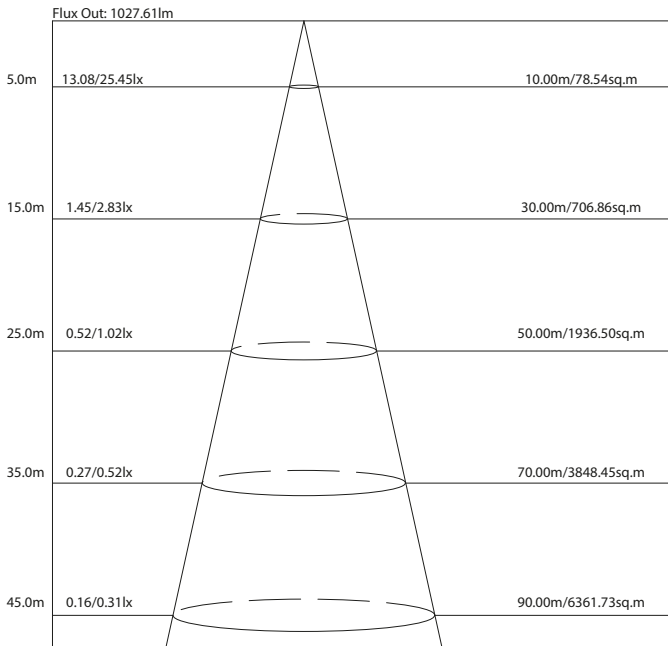 Flux Out: 1027.61lm
5.0m 13.08/25.45lx 10.00m/78.54sq.m
15.0m 1.45/2.83lx 30.00m/706.86sq.m
25.0m 0.52/1.02lx 50.00m/1936.50sq.m
35.0m 0.27/0.52lx 70.00m/3848.45sq.m
45.0m 0.16/0.31lx 90.00m/6361.73sq.m